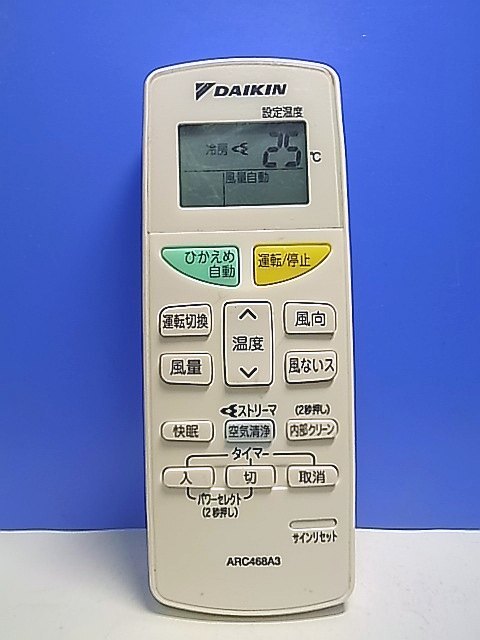 DAIKIN
設定温度
冷房 25℃
風量自動
ひかえめ
自動
運転/停止
運転切換
温度
風向
風量
風ないス
ストリーマ
(2秒押し)
快眠
空気清浄
内部クリーン
タイマー
入
切
取消
パワーセレクト
(2秒押し)
サインリセット
ARC468A3